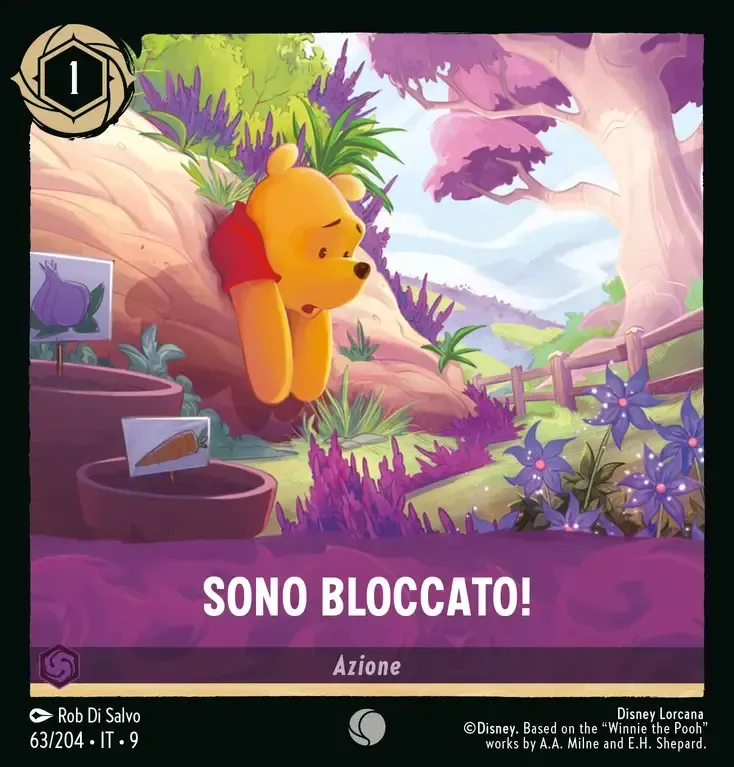 1
SONO BLOCCATO!
Azione
Rob Di Salvo
63/204 • IT • 9
Disney Lorcana
©Disney. Based on the “Winnie the Pooh”
works by A.A. Milne and E.H. Shepard.